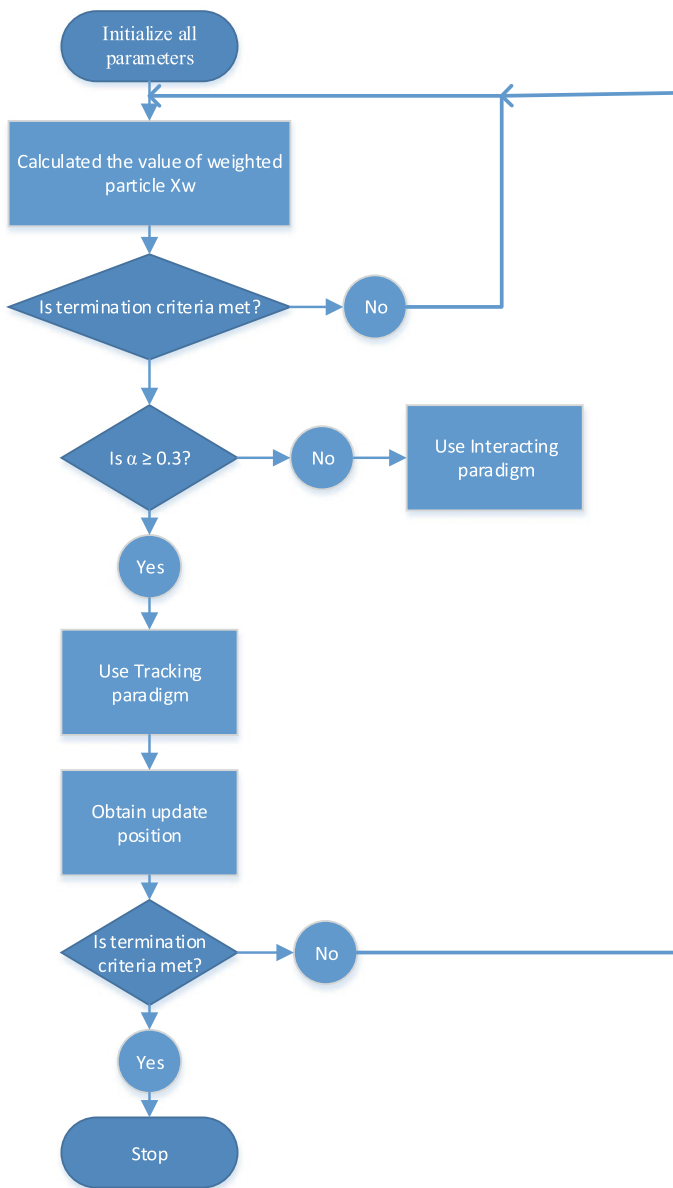 Initialize all
parameters
Calculated the value of weighted
particle Xw
Is termination criteria met?
No
Is α ≥ 0.3?
No
Use Interacting
paradigm
Yes
Use Tracking
paradigm
Obtain update
position
Is termination
criteria met?
No
Yes
Stop